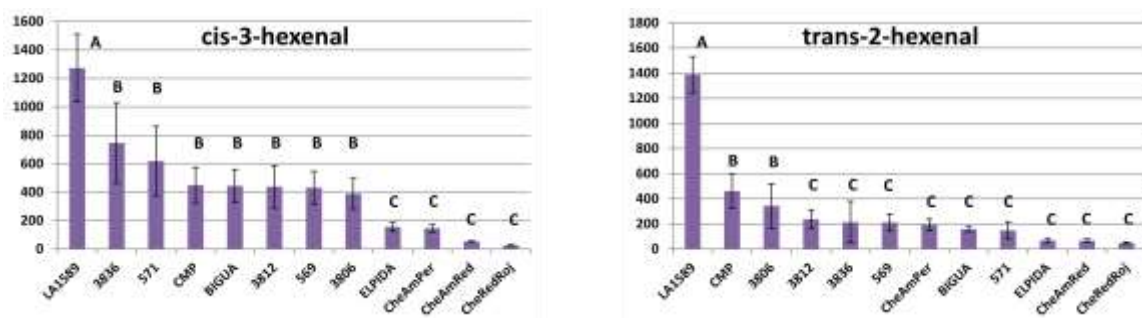 cis-3-hexenal
1600
1400
1200
1000
800
600
400
200
0
A
B
B
B
B
B
B
B
C
C
C
C
LA1589
3836
571
CMP
BIGUA
3812
569
3806
ELPIDA
CheAmPer
CheAmRed
CheRedRoj
trans-2-hexenal
1800
1600
1400
1200
1000
800
600
400
200
0
A
B
B
C
C
C
C
C
C
C
C
C
LA1589
CMP
3806
3812
3836
569
CheAmPer
BIGUA
571
ELPIDA
CheAmRed
CheRedRoj